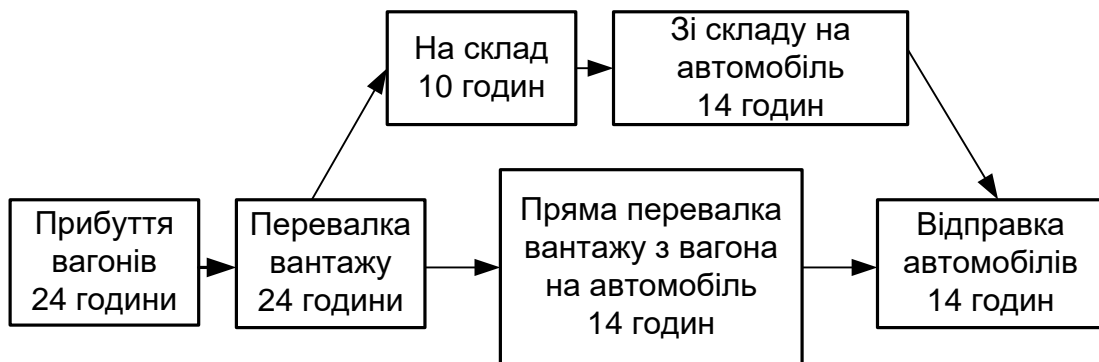 На склад
10 годин
Зі складу на
автомобіль
14 годин
Прибуття
вагонів
24 години
Перевалка
вантажу
24 години
Пряма перевалка
вантажу з вагона
на автомобіль
14 годин
Відправка
автомобілів
14 годин